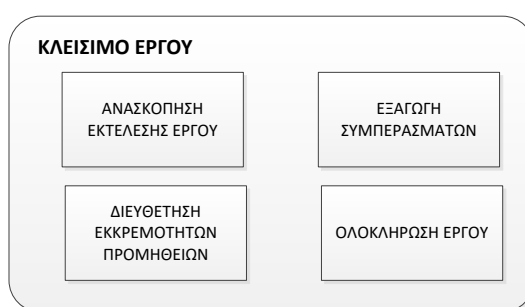 ΚΛΕΙΣΙΜΟ ΕΡΓΟΥ
ΑΝΑΣΚΟΠΗΣΗ
ΕΚΤΕΛΕΣΗΣ ΕΡΓΟΥ
ΕΞΑΓΩΓΗ
ΣΥΜΠΕΡΑΣΜΑΤΩΝ
ΔΙΕΥΘΕΤΗΣΗ
ΕΚΚΡΕΜΟΤΗΤΩΝ
ΠΡΟΜΗΘΕΙΩΝ
ΟΛΟΚΛΗΡΩΣΗ ΕΡΓΟΥ